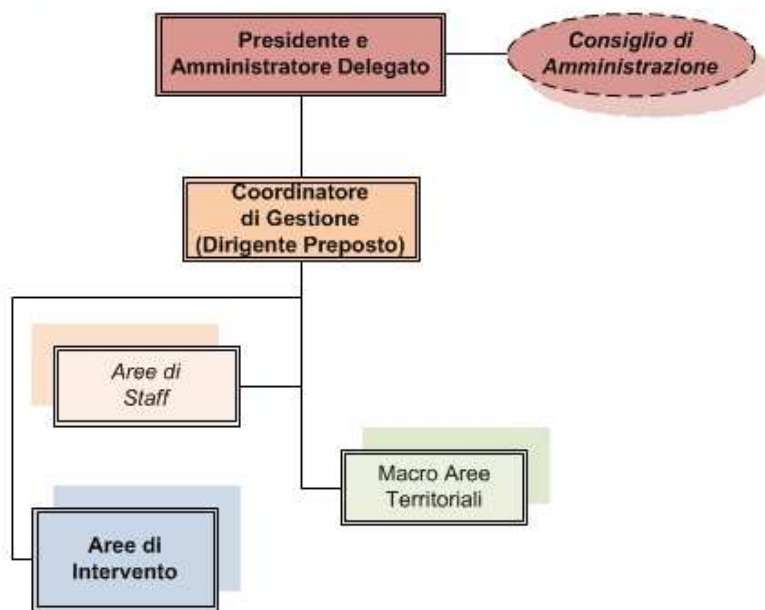 Presidente e
Amministratore Delegato
Consiglio di
Amministrazione
Coordinatore
di Gestione
(Dirigente Preposto)
Aree di
Staff
Macro Aree
Territoriali
Aree di
Intervento